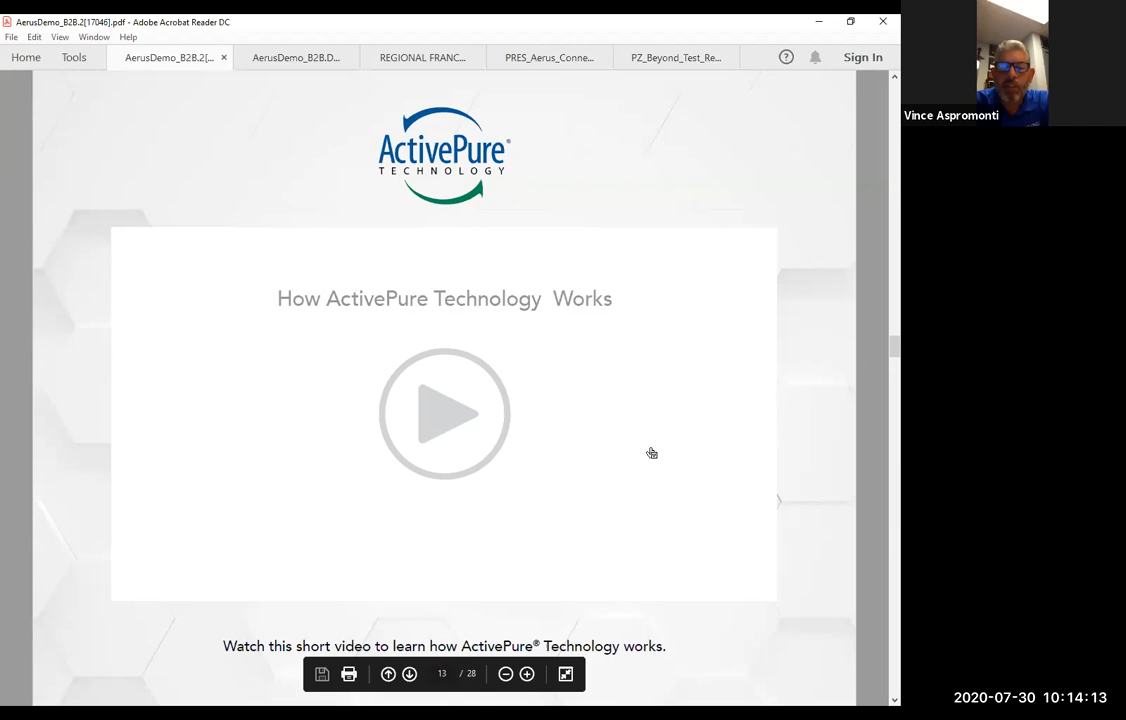 AerusDemo_B2B.2[17046].pdf - Adobe Acrobat Reader DC
File Edit View Window Help
Home Tools AerusDemo_B2B.2[... × AerusDemo_B2B.D... REGIONAL FRANC... PRES_Aerus_Conne... PZ_Beyond_Test_Re... Sign In
Vince Aspromonti
ActivePure®
TECHNOLOGY
How ActivePure Technology Works
Watch this short video to learn how ActivePure® Technology works.
13 / 28
2020-07-30 10:14:13